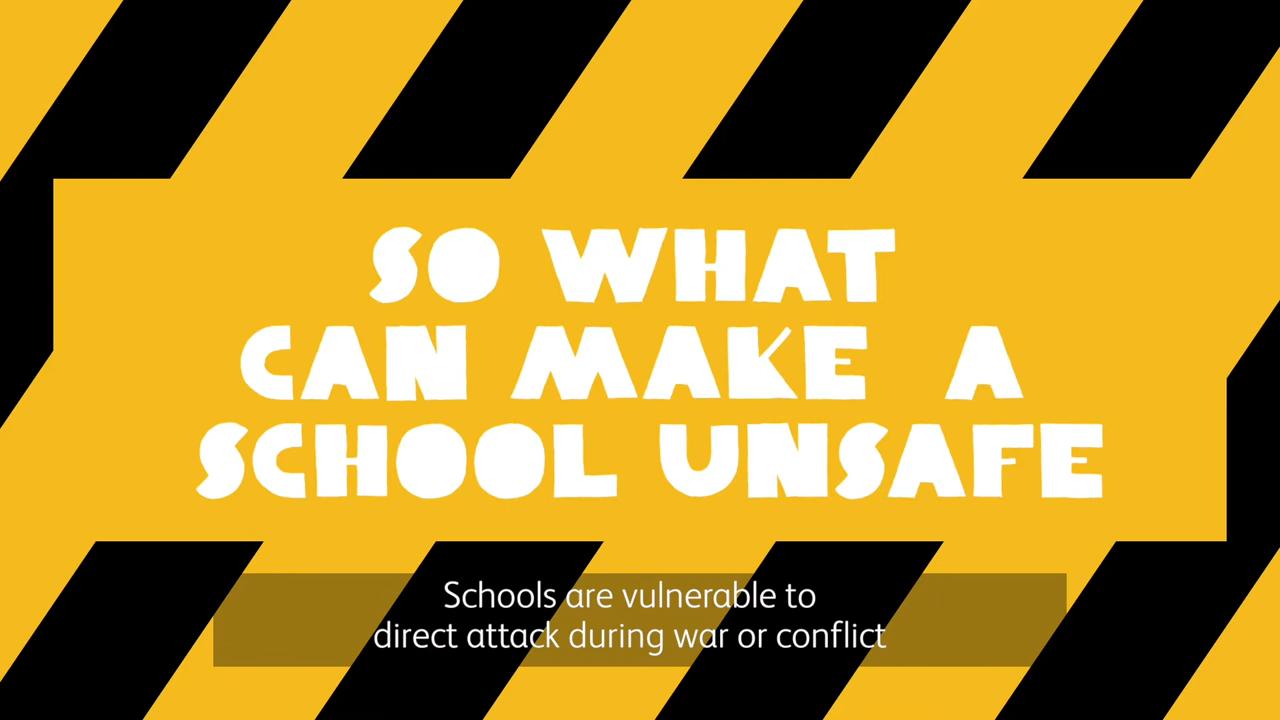 SO WHAT
CAN MAKE A
SCHOOL UNSAFE
Schools are vulnerable to
direct attack during war or conflict